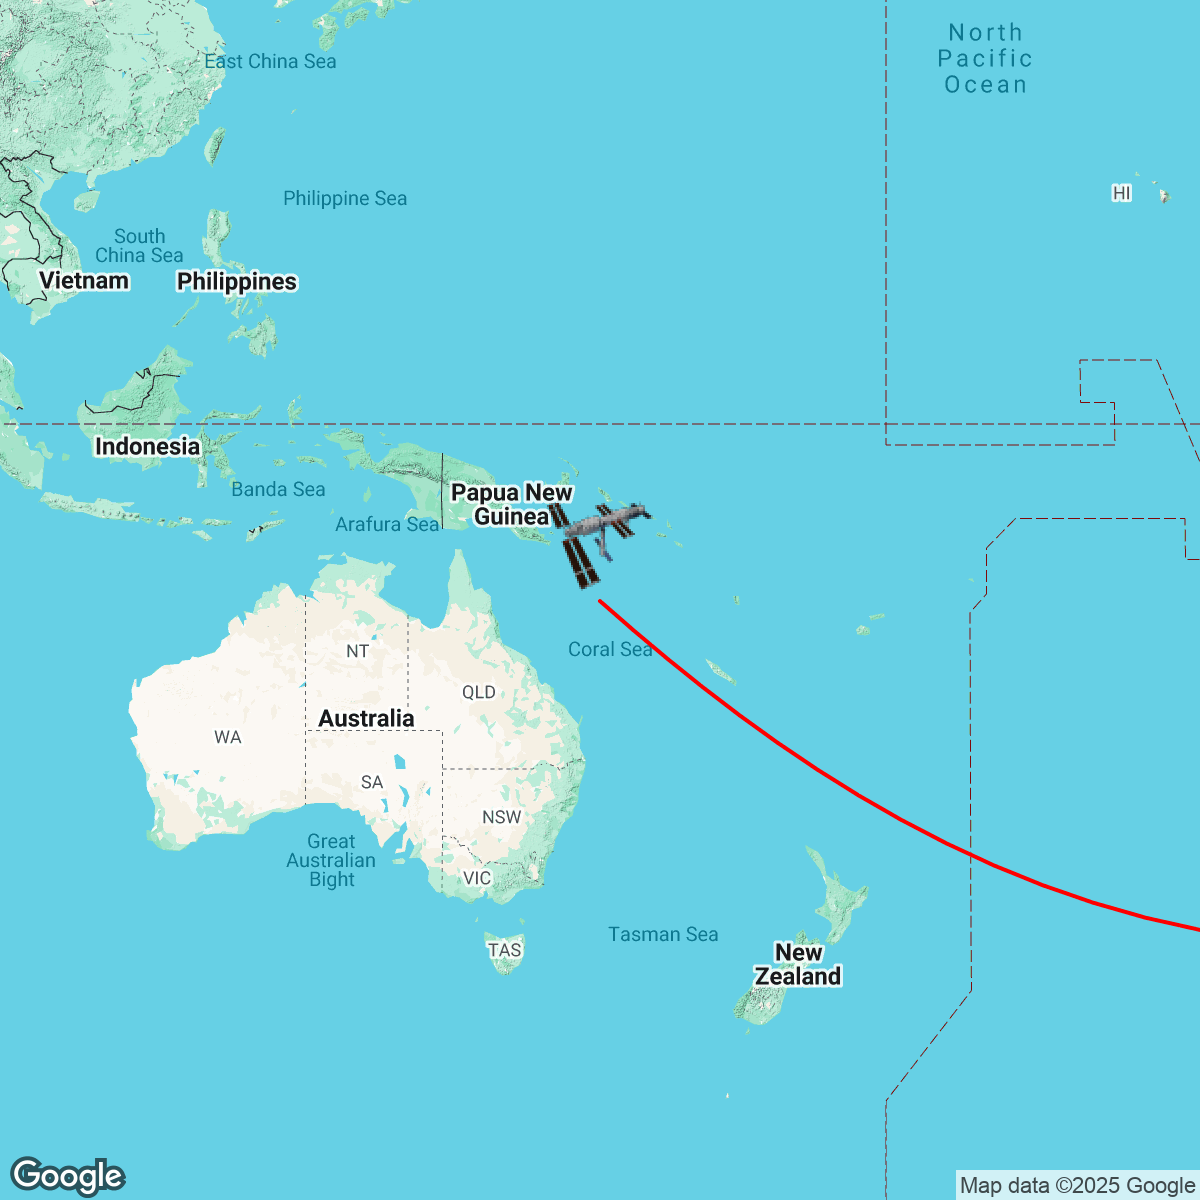 North
Pacific
Ocean
East China Sea
HI
Philippine Sea
South
China Sea
Vietnam
Philippines
Indonesia
Banda Sea
Papua New
Guinea
Arafura Sea
Coral Sea
NT
QLD
Australia
WA
SA
NSW
Great
Australian
Bight
VIC
TAS
Tasman Sea
New
Zealand
Google
Map data ©2025 Google